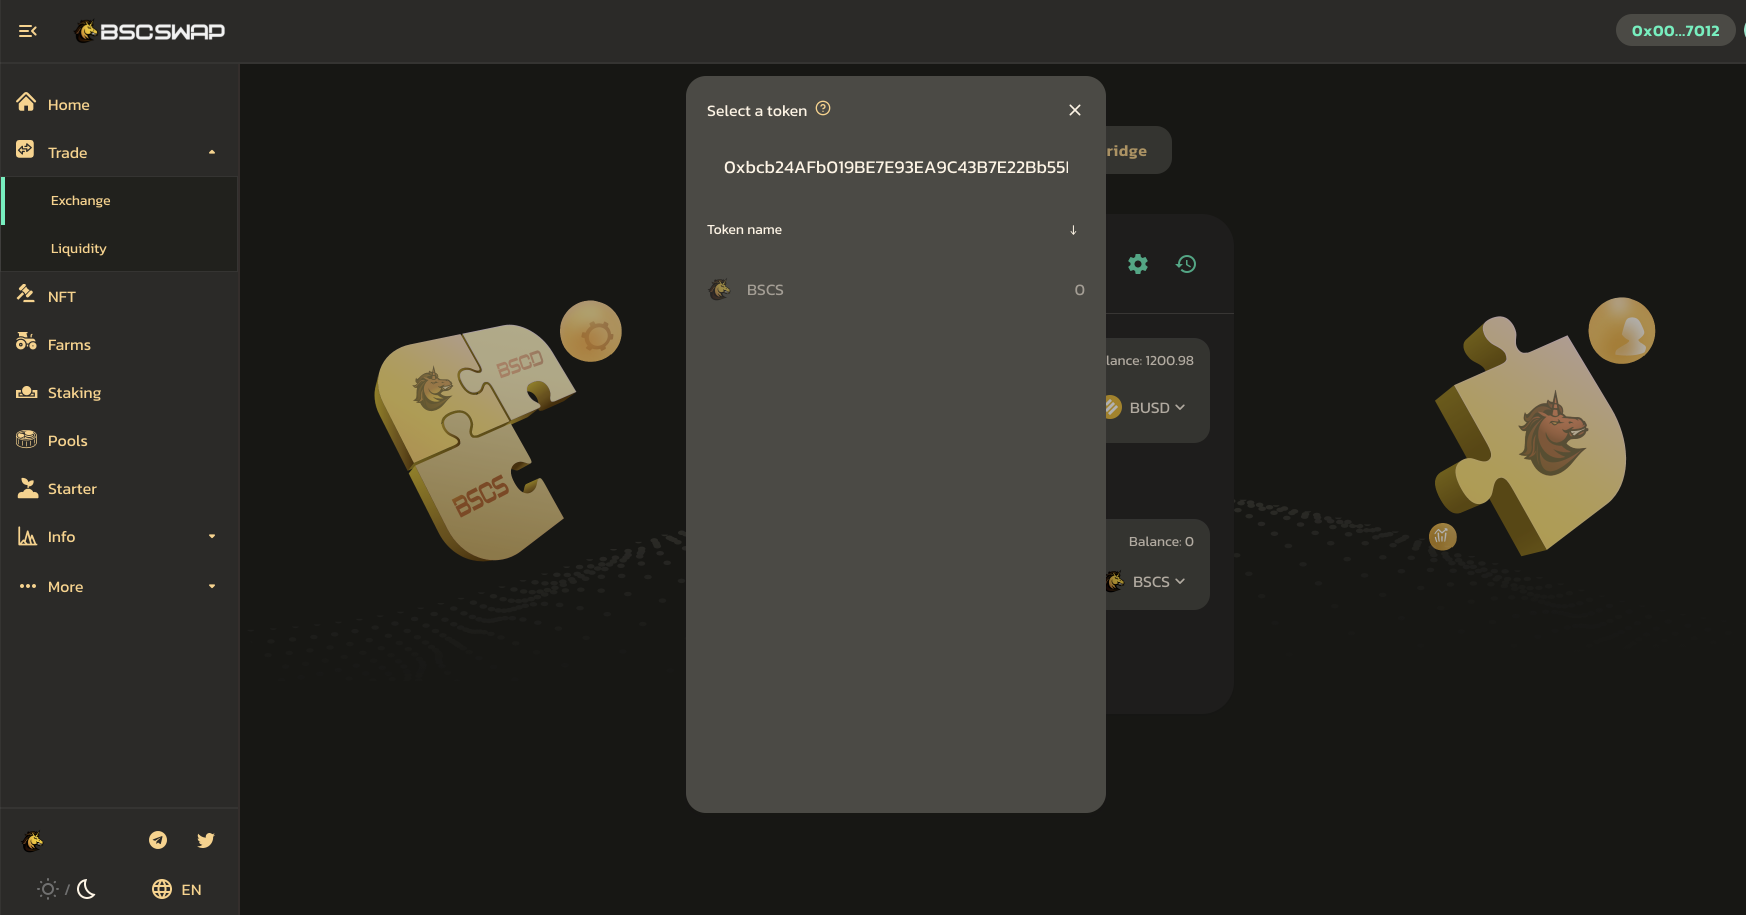 BSCSWAP
0x00...7012
Home
Trade
Exchange
Liquidity
NFT
Farms
Staking
Pools
Starter
Info
More
/
EN
Select a token
0xbcb24AFb019BE7E93EA9C43B7E22Bb55
Token name
BSCS 0
ridge
lance: 1200.98
BUSD
Balance: 0
BSCS
BSCD
BSCS